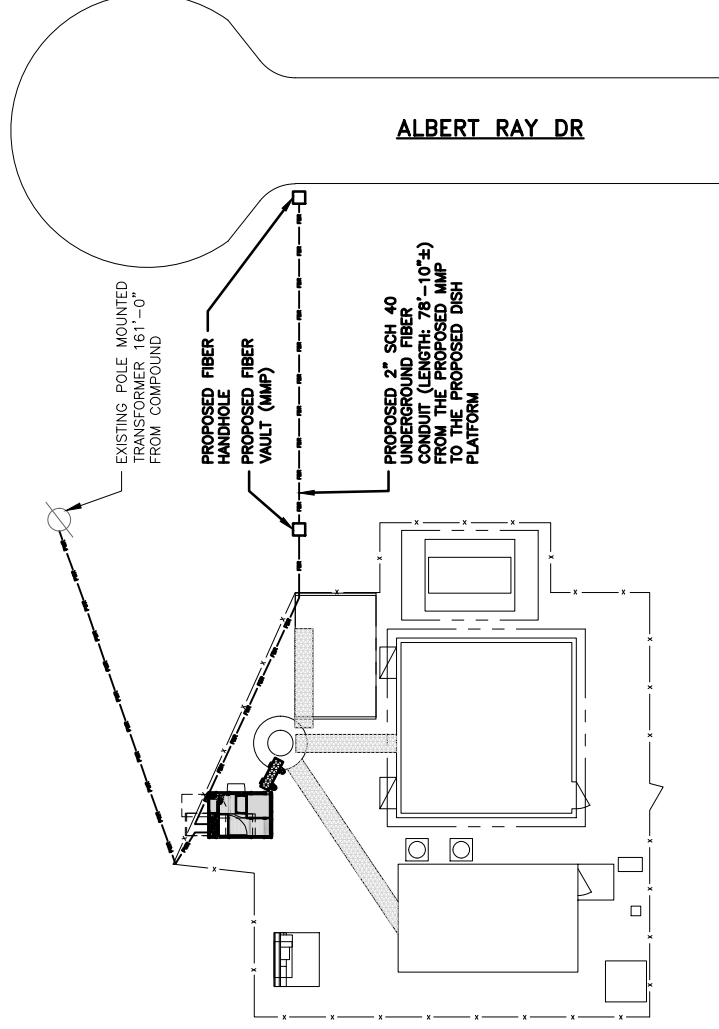 ALBERT RAY DR
EXISTING POLE MOUNTED
TRANSFORMER 161'-0"
FROM COMPOUND
PROPOSED FIBER
HANDHOLE
PROPOSED FIBER
VAULT (MMP)
PROPOSED 2" SCH 40
UNDERGROUND FIBER
CONDUIT (LENGTH: 78'-10"±)
FROM THE PROPOSED MMP
TO THE PROPOSED DISH
PLATFORM